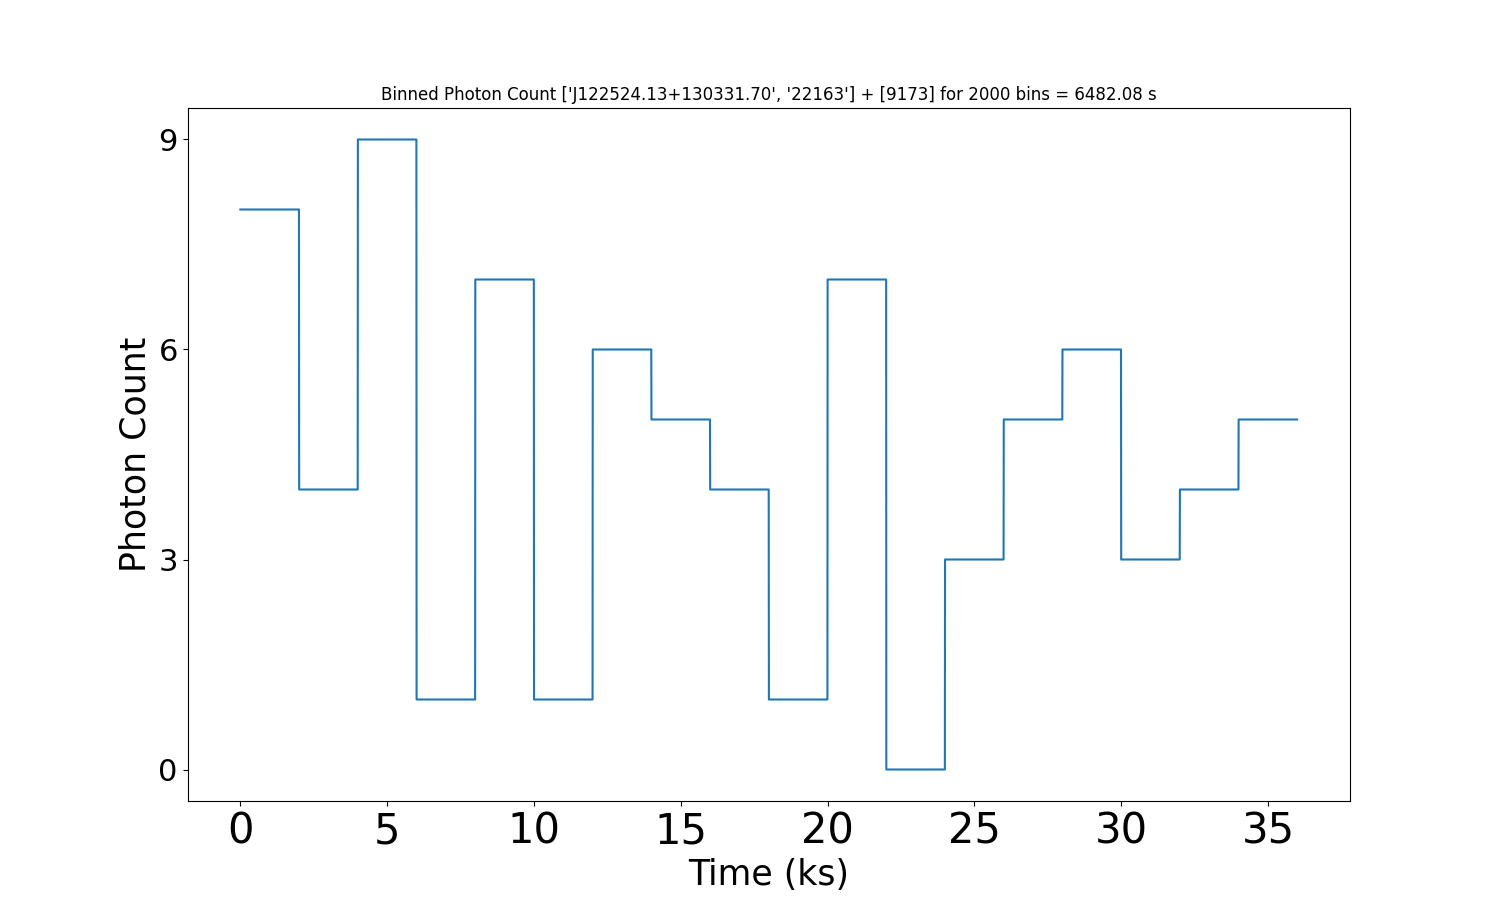 Binned Photon Count ['J122524.13+130331.70', '22163'] + [9173] for 2000 bins = 6482.08 s
9
6
3
0
Photon Count
0 5 10 15 20 25 30 35
Time (ks)